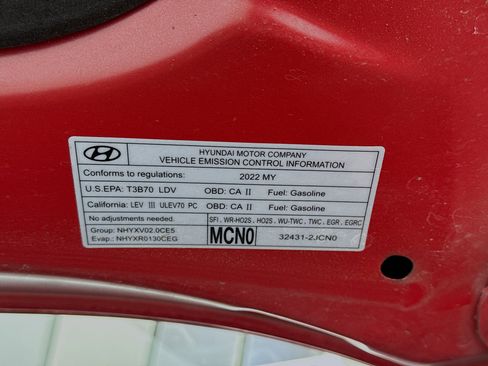 HYUNDAI MOTOR COMPANY
VEHICLE EMISSION CONTROL INFORMATION
Conforms to regulations: 2022 MY
U.S.EPA: T3B70 LDV OBD: CA II Fuel: Gasoline
California: LEV III ULEV70 PC OBD: CA II Fuel: Gasoline
No adjustments needed. SFI, WR-HO2S, HO2S, WU-TWC, TWC, EGR, EGRC
Group: NHYXV02.0CE5
Evap.: NHYXR0130CEG
MCN0 32431-2JCN0